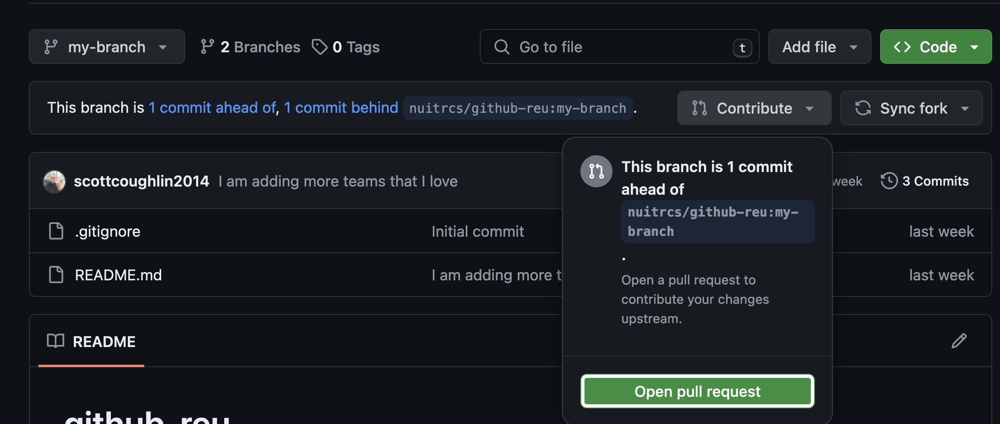 my-branch
2 Branches
0 Tags
Go to file
t
Add file
Code
This branch is 1 commit ahead of, 1 commit behind nuitrcs/github-reu:my-branch .
Contribute
Sync fork
scottcoughlin2014 I am adding more teams that I love
week
3 Commits
.gitignore
Initial commit
last week
README.md
I am adding more t
last week
This branch is 1 commit
ahead of
nuitrcs/github-reu:my-
branch
.
Open a pull request to
contribute your changes
upstream.
Open pull request
README
github-reu